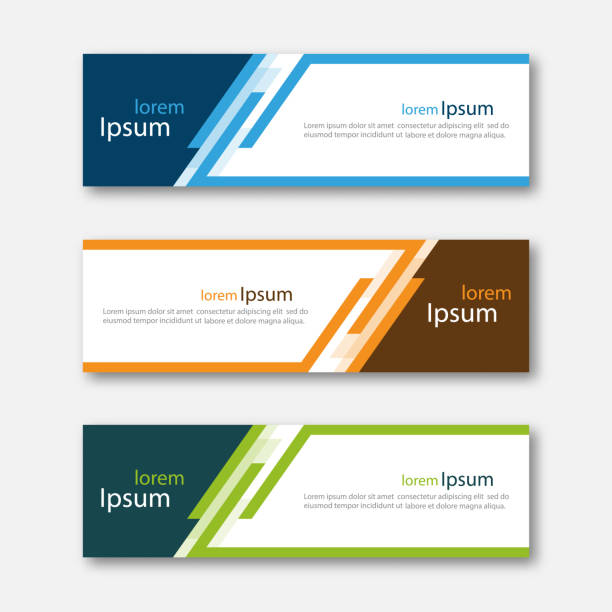 lorem
Ipsum
lorem Ipsum
Lorem ipsum dolor sit amet consectetur adipiscing elit sed do
eiusmod tempor incididunt ut labore et dolore magna aliqua.
lorem Ipsum
Lorem ipsum dolor sit amet consectetur adipiscing elit sed do
eiusmod tempor incididunt ut labore et dolore magna aliqua.
lorem
Ipsum
lorem
Ipsum
lorem Ipsum
Lorem ipsum dolor sit amet consectetur adipiscing elit sed do
eiusmod tempor incididunt ut labore et dolore magna aliqua.